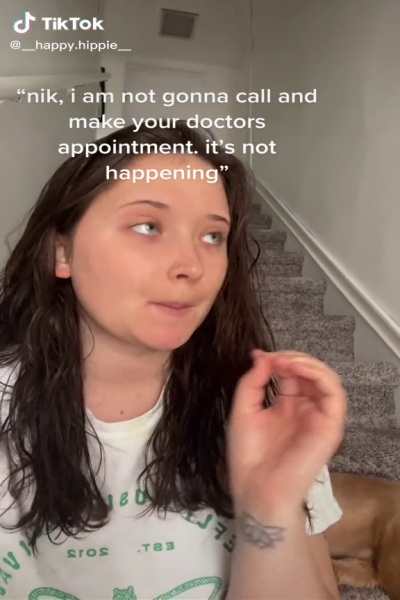 TikTok
@__happy.hippie__
“nik, i am not gonna call and
make your doctors
appointment. it’s not
happening”
EST. 2012